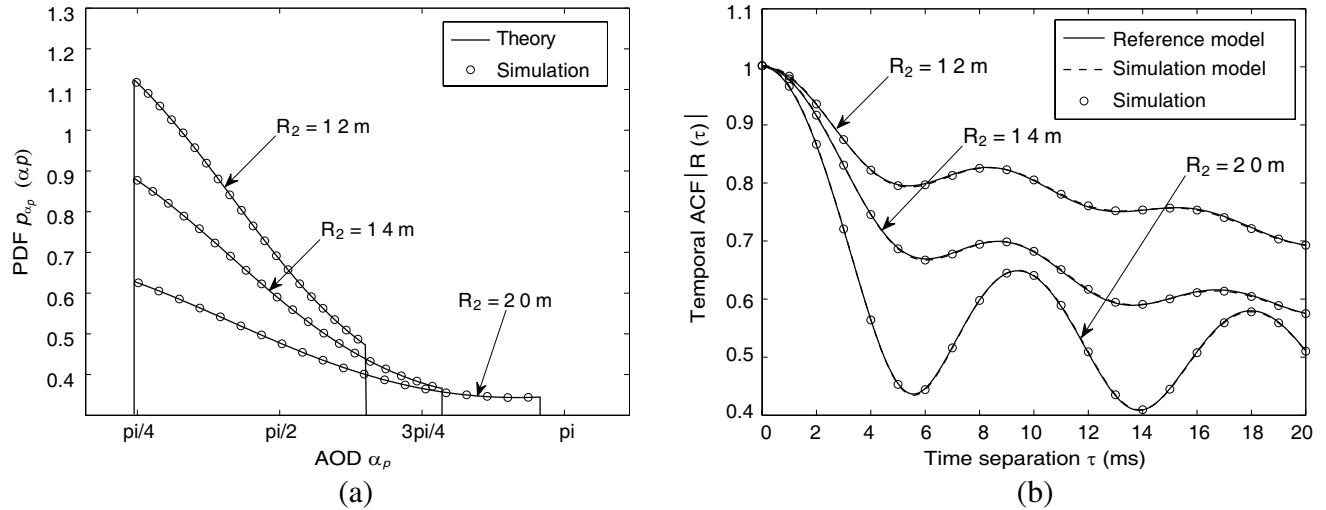 1.3
1.2
1.1
1
0.9
0.8
0.7
0.6
0.5
0.4
PDF p_{α_p} (αp)
Theory
Simulation
R₂ = 1 2 m
R₂ = 1 4 m
R₂ = 2 0 m
pi/4 pi/2 3pi/4 pi
AOD α_p
(a)
1.1
1
0.9
0.8
0.7
0.6
0.5
0.4
Temporal ACF | R (τ) |
Reference model
Simulation model
Simulation
R₂ = 1 2 m
R₂ = 1 4 m
R₂ = 2 0 m
0 2 4 6 8 10 12 14 16 18 20
Time separation τ (ms)
(b)